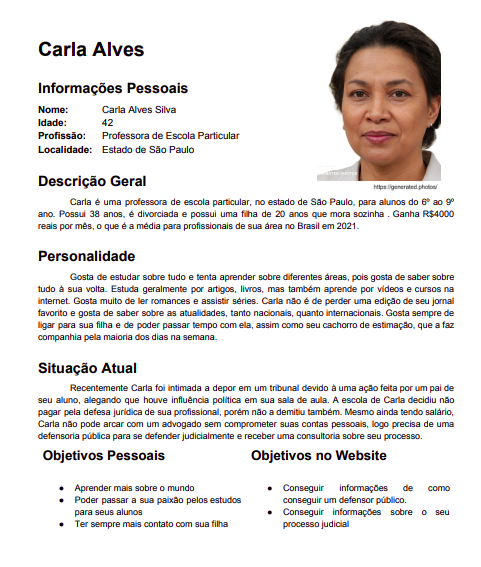 Carla Alves
Informações Pessoais
Nome: Carla Alves Silva
Idade: 42
Profissão: Professora de Escola Particular
Localidade: Estado de São Paulo
https://generated.photos/
Descrição Geral
Carla é uma professora de escola particular, no estado de São Paulo, para alunos do 6º ao 9º
ano. Possui 38 anos, é divorciada e possui uma filha de 20 anos que mora sozinha . Ganha R$4000
reais por mês, o que é a média para profissionais de sua área no Brasil em 2021.
Personalidade
Gosta de estudar sobre tudo e tenta aprender sobre diferentes áreas, pois gosta de saber sobre
tudo à sua volta. Estuda geralmente por artigos, livros, mas também aprende por vídeos e cursos na
internet. Gosta muito de ler romances e assistir séries. Carla não é de perder uma edição de seu jornal
favorito e gosta de saber sobre as atualidades, tanto nacionais, quanto internacionais. Gosta sempre de
ligar para sua filha e de poder passar tempo com ela, assim como seu cachorro de estimação, que a faz
companhia pela maioria dos dias na semana.
Situação Atual
Recentemente Carla foi intimada a depor em um tribunal devido à uma ação feita por um pai de
seu aluno, alegando que houve influência política em sua sala de aula. A escola de Carla decidiu não
pagar pela defesa jurídica de sua profissional, porém não a demitiu também. Mesmo ainda tendo salário,
Carla não pode arcar com um advogado sem comprometer suas contas pessoais, logo precisa de uma
defensoria pública para se defender judicialmente e receber uma consultoria sobre seu processo.
Objetivos Pessoais
● Aprender mais sobre o mundo
● Poder passar a sua paixão pelos estudos
para seus alunos
● Ter sempre mais contato com sua filha
Objetivos no Website
● Conseguir informações de como
conseguir um defensor público.
● Conseguir informações sobre o seu
processo judicial